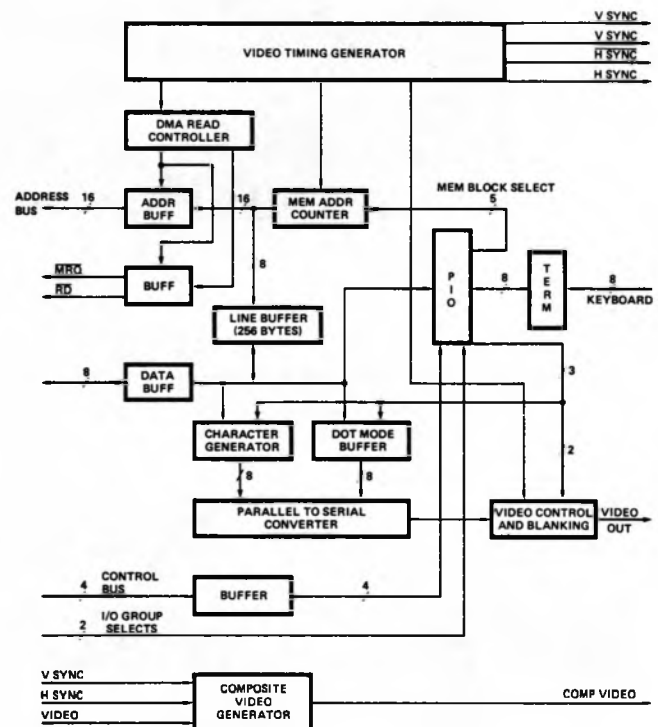 V SYNC
V SYNC
H SYNC
H SYNC
VIDEO TIMING GENERATOR
DMA READ
CONTROLLER
MEM BLOCK SELECT
5
ADDRESS
BUS
16
ADDR
BUFF
16
MEM ADDR
COUNTER
MRQ
RD
BUFF
8
PIO
8
TERM
8
KEYBOARD
LINE BUFFER
(256 BYTES)
8
DATA
BUFF
3
CHARACTER
GENERATOR
DOT MODE
BUFFER
2
8
8
PARALLEL TO SERIAL
CONVERTER
VIDEO CONTROL
AND BLANKING
VIDEO
OUT
4
CONTROL
BUS
BUFFER
4
2
I/O GROUP
SELECTS
V SYNC
H SYNC
VIDEO
COMPOSITE
VIDEO
GENERATOR
COMP VIDEO